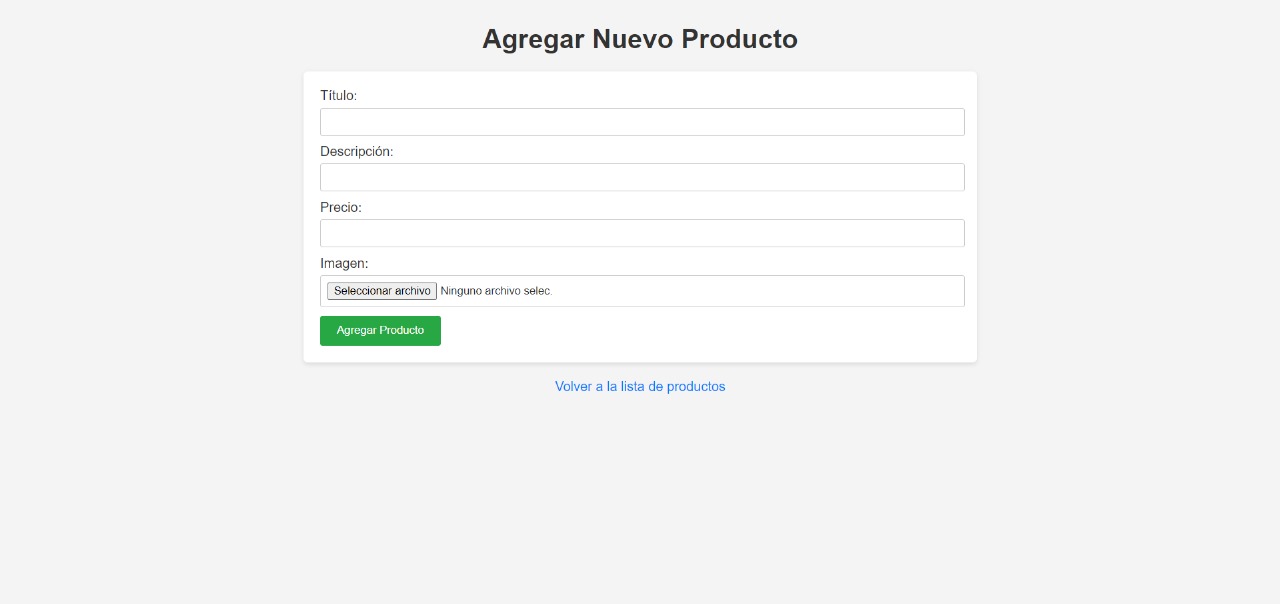 Agregar Nuevo Producto
Título:
Descripción:
Precio:
Imagen:
Seleccionar archivo Ninguno archivo selec.
Agregar Producto
Volver a la lista de productos